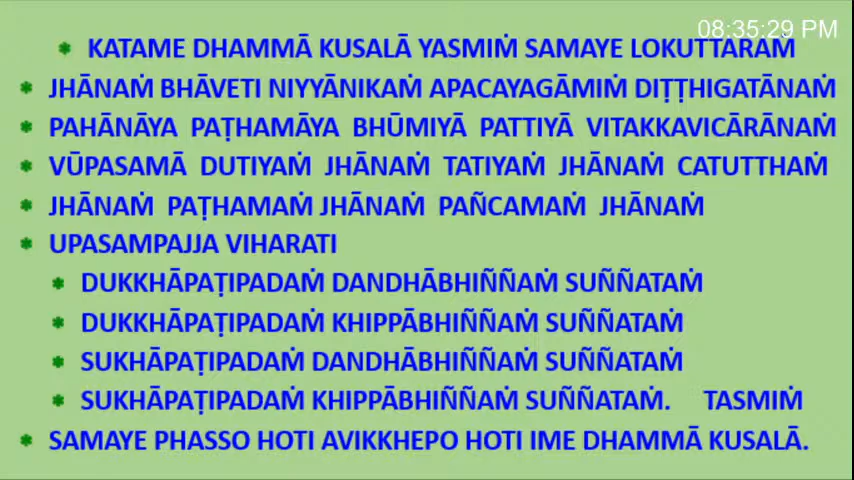 08:35:29 PM
KATAME DHAMMĀ KUSALĀ YASMIṀ SAMAYE LOKUTTARAṀ
JHĀNAṀ BHĀVETI NIYYĀNIKAṀ APACAYAGĀMIṀ DIṬṬHIGATĀNAṀ
PAHĀNĀYA PAṬHAMĀYA BHŪMIYĀ PATTIYĀ VITAKKAVICĀRĀNAṀ
VŪPASAMĀ DUTIYAṀ JHĀNAṀ TATIYAṀ JHĀNAṀ CATUTTHAṀ
JHĀNAṀ PAṬHAMAṀ JHĀNAṀ PAÑCAMAṀ JHĀNAṀ
UPASAMPAJJA VIHARATI
DUKKHĀPAṬIPADAṀ DANDHĀBHIÑÑAṀ SUÑÑATAṀ
DUKKHĀPAṬIPADAṀ KHIPPĀBHIÑÑAṀ SUÑÑATAṀ
SUKHĀPAṬIPADAṀ DANDHĀBHIÑÑAṀ SUÑÑATAṀ
SUKHĀPAṬIPADAṀ KHIPPĀBHIÑÑAṀ SUÑÑATAṀ. TASMIṀ
SAMAYE PHASSO HOTI AVIKKHEPO HOTI IME DHAMMĀ KUSALĀ.